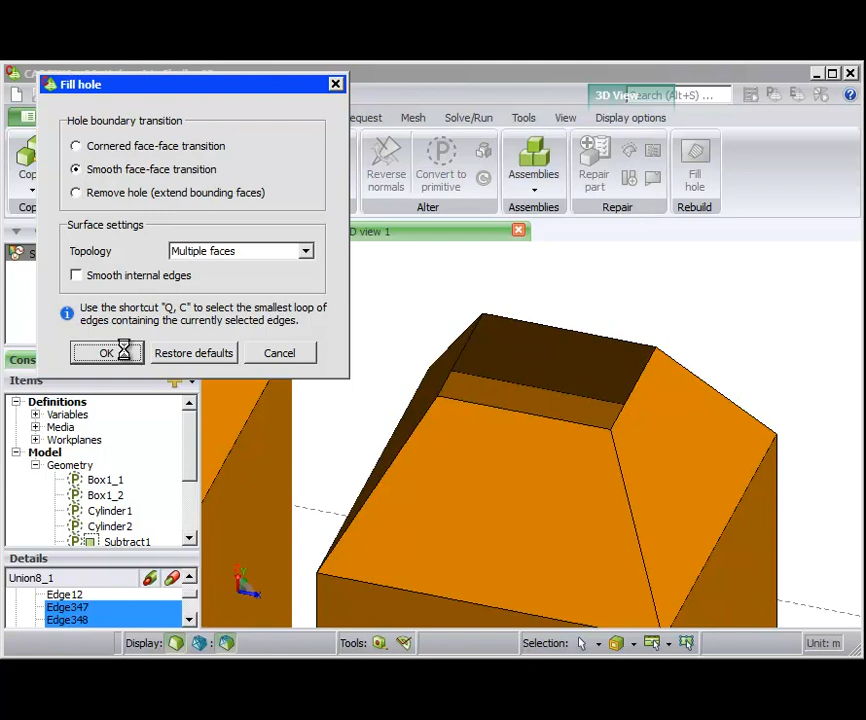 Fill hole
3D View
Search (Alt+S) ...
Hole boundary transition
Cornered face-face transition
Smooth face-face transition
Remove hole (extend bounding faces)
Surface settings
Topology
Multiple faces
Smooth internal edges
Use the shortcut "Q, C" to select the smallest loop of
edges containing the currently selected edges.
OK
Restore defaults
Cancel
equest
Mesh
Solve/Run
Tools
View
Display options
Reverse
normals
Convert to
primitive
Assemblies
Repair
part
Fill
hole
Alter
Assemblies
Repair
Rebuild
D view 1
Cons
Items
Definitions
Variables
Media
Workplanes
Model
Geometry
Box1_1
Box1_2
Cylinder1
Cylinder2
Subtract1
Details
Union8_1
Edge12
Edge347
Edge348
Display:
Tools:
Selection:
Unit: m